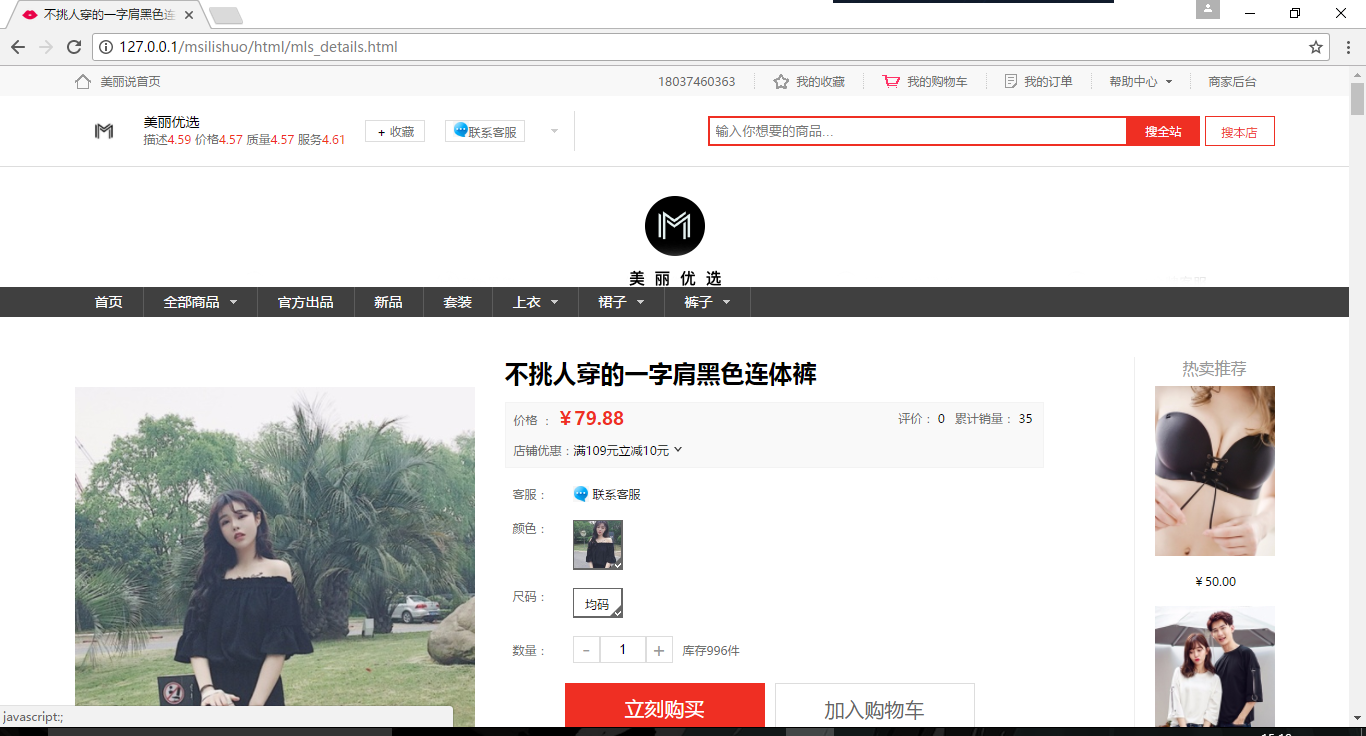 不挑人穿的一字肩黑色连
127.0.0.1/msilishuo/html/mls_details.html
美丽说首页 18037460363 我的收藏 我的购物车 我的订单 帮助中心 商家后台
美丽优选
描述4.59 价格4.57 质量4.57 服务4.61
+ 收藏 联系客服
输入你想要的商品... 搜全站 搜本店
M
美丽优选
首页 全部商品 官方出品 新品 套装 上衣 裙子 裤子
不挑人穿的一字肩黑色连体裤
价格 : ¥79.88 评价: 0 累计销量: 35
店铺优惠 : 满109元立减10元
客服: 联系客服
颜色:
尺码: 均码
数量: - 1 + 库存996件
立刻购买 加入购物车
热卖推荐
¥50.00
javascript:;